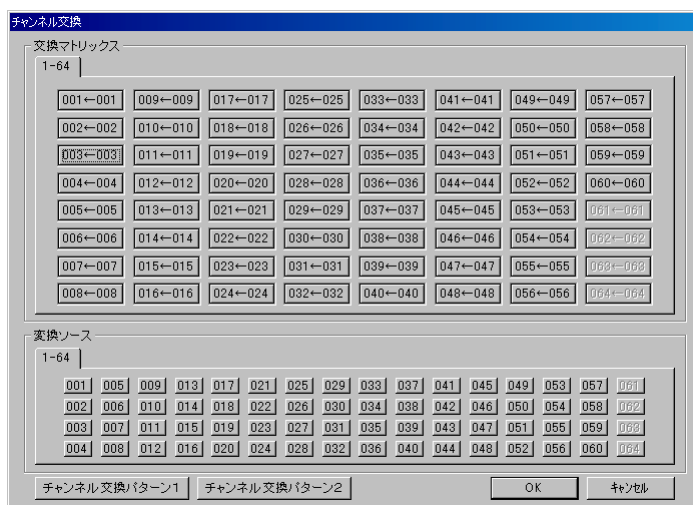 チャンネル交換
交換マトリックス
1-64
001←001 009←009 017←017 025←025 033←033 041←041 049←049 057←057
002←002 010←010 018←018 026←026 034←034 042←042 050←050 058←058
003←003 011←011 019←019 027←027 035←035 043←043 051←051 059←059
004←004 012←012 020←020 028←028 036←036 044←044 052←052 060←060
005←005 013←013 021←021 029←029 037←037 045←045 053←053 061←061
006←006 014←014 022←022 030←030 038←038 046←046 054←054 062←062
007←007 015←015 023←023 031←031 039←039 047←047 055←055 063←063
008←008 016←016 024←024 032←032 040←040 048←048 056←056 064←064
変換ソース
1-64
001 005 009 013 017 021 025 029 033 037 041 045 049 053 057 061
002 006 010 014 018 022 026 030 034 038 042 046 050 054 058 062
003 007 011 015 019 023 027 031 035 039 043 047 051 055 059 063
004 008 012 016 020 024 028 032 036 040 044 048 052 056 060 064
チャンネル交換パターン1 チャンネル交換パターン2 OK キャンセル